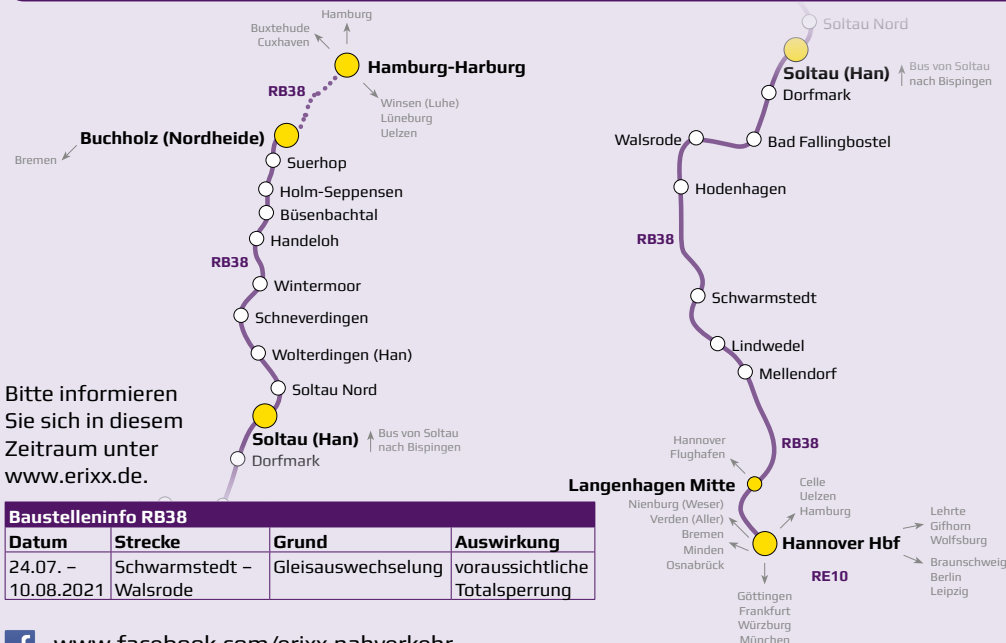 Hamburg
Buxtehude
Cuxhaven
Hamburg-Harburg
RB38
Winsen (Luhe)
Lüneburg
Uelzen
Buchholz (Nordheide)
Bremen
Suerhop
Holm-Seppensen
Büsenbachtal
Handeloh
RB38
Wintermoor
Schneverdingen
Wolterdingen (Han)
Soltau Nord
Soltau (Han)
Bus von Soltau
nach Bispingen
Dorfmark
Bitte informieren
Sie sich in diesem
Zeitraum unter
www.erixx.de.
Baustelleninfo RB38
Datum Strecke Grund Auswirkung
24.07. – Schwarmstedt – Gleisauswechselung voraussichtliche
10.08.2021 Walsrode Totalsperrung
www.facebook.com/erixx.nahverkehr
Soltau Nord
Soltau (Han)
Bus von Soltau
nach Bispingen
Dorfmark
Walsrode
Bad Fallingbostel
Hodenhagen
RB38
Schwarmstedt
Lindwedel
Mellendorf
RB38
Hannover
Flughafen
Langenhagen Mitte
Celle
Uelzen
Hamburg
Nienburg (Weser)
Verden (Aller)
Bremen
Minden
Osnabrück
Hannover Hbf
Lehrte
Gifhorn
Wolfsburg
RE10
Braunschweig
Berlin
Leipzig
Göttingen
Frankfurt
Würzburg
München